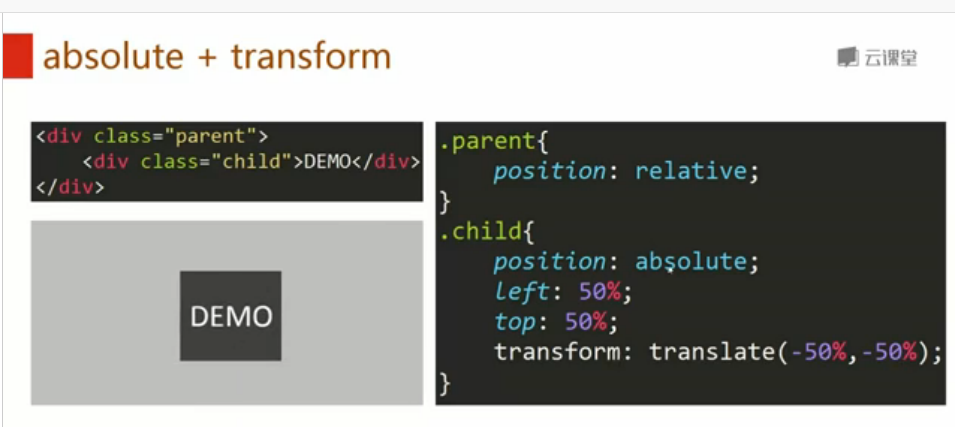 absolute + transform
云课堂
<div class="parent">
    <div class="child">DEMO</div>
</div>
DEMO
.parent{
    position: relative;
}
.child{
    position: absolute;
    left: 50%;
    top: 50%;
    transform: translate(-50%,-50%);
}